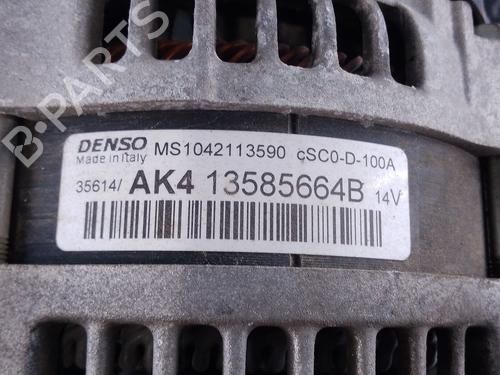 B-PARTS
DENSO MS1042113590 cSC0-D-100A
Made in Italy
35614/ AK4 13585664B 14V